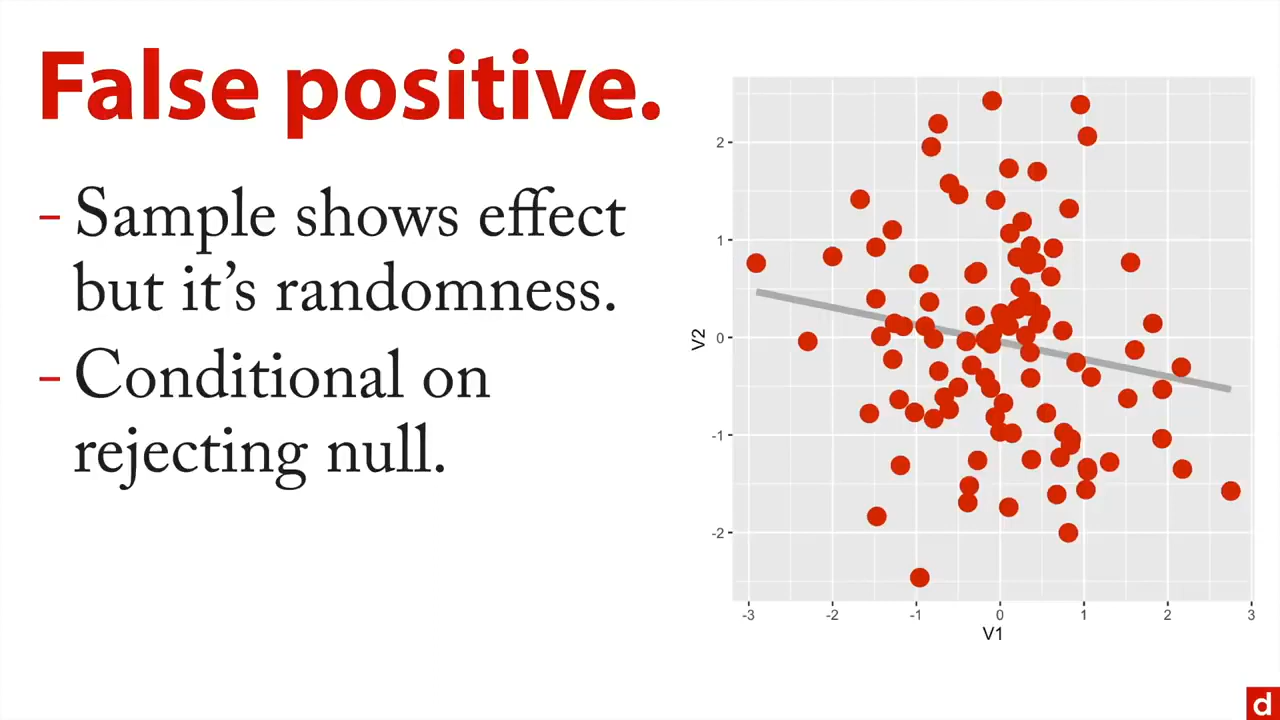 False positive.
– Sample shows effect
but it’s randomness.
– Conditional on
rejecting null.
2
1
0
-1
-2
V2
-3 -2 -1 0 1 2 3
V1
d